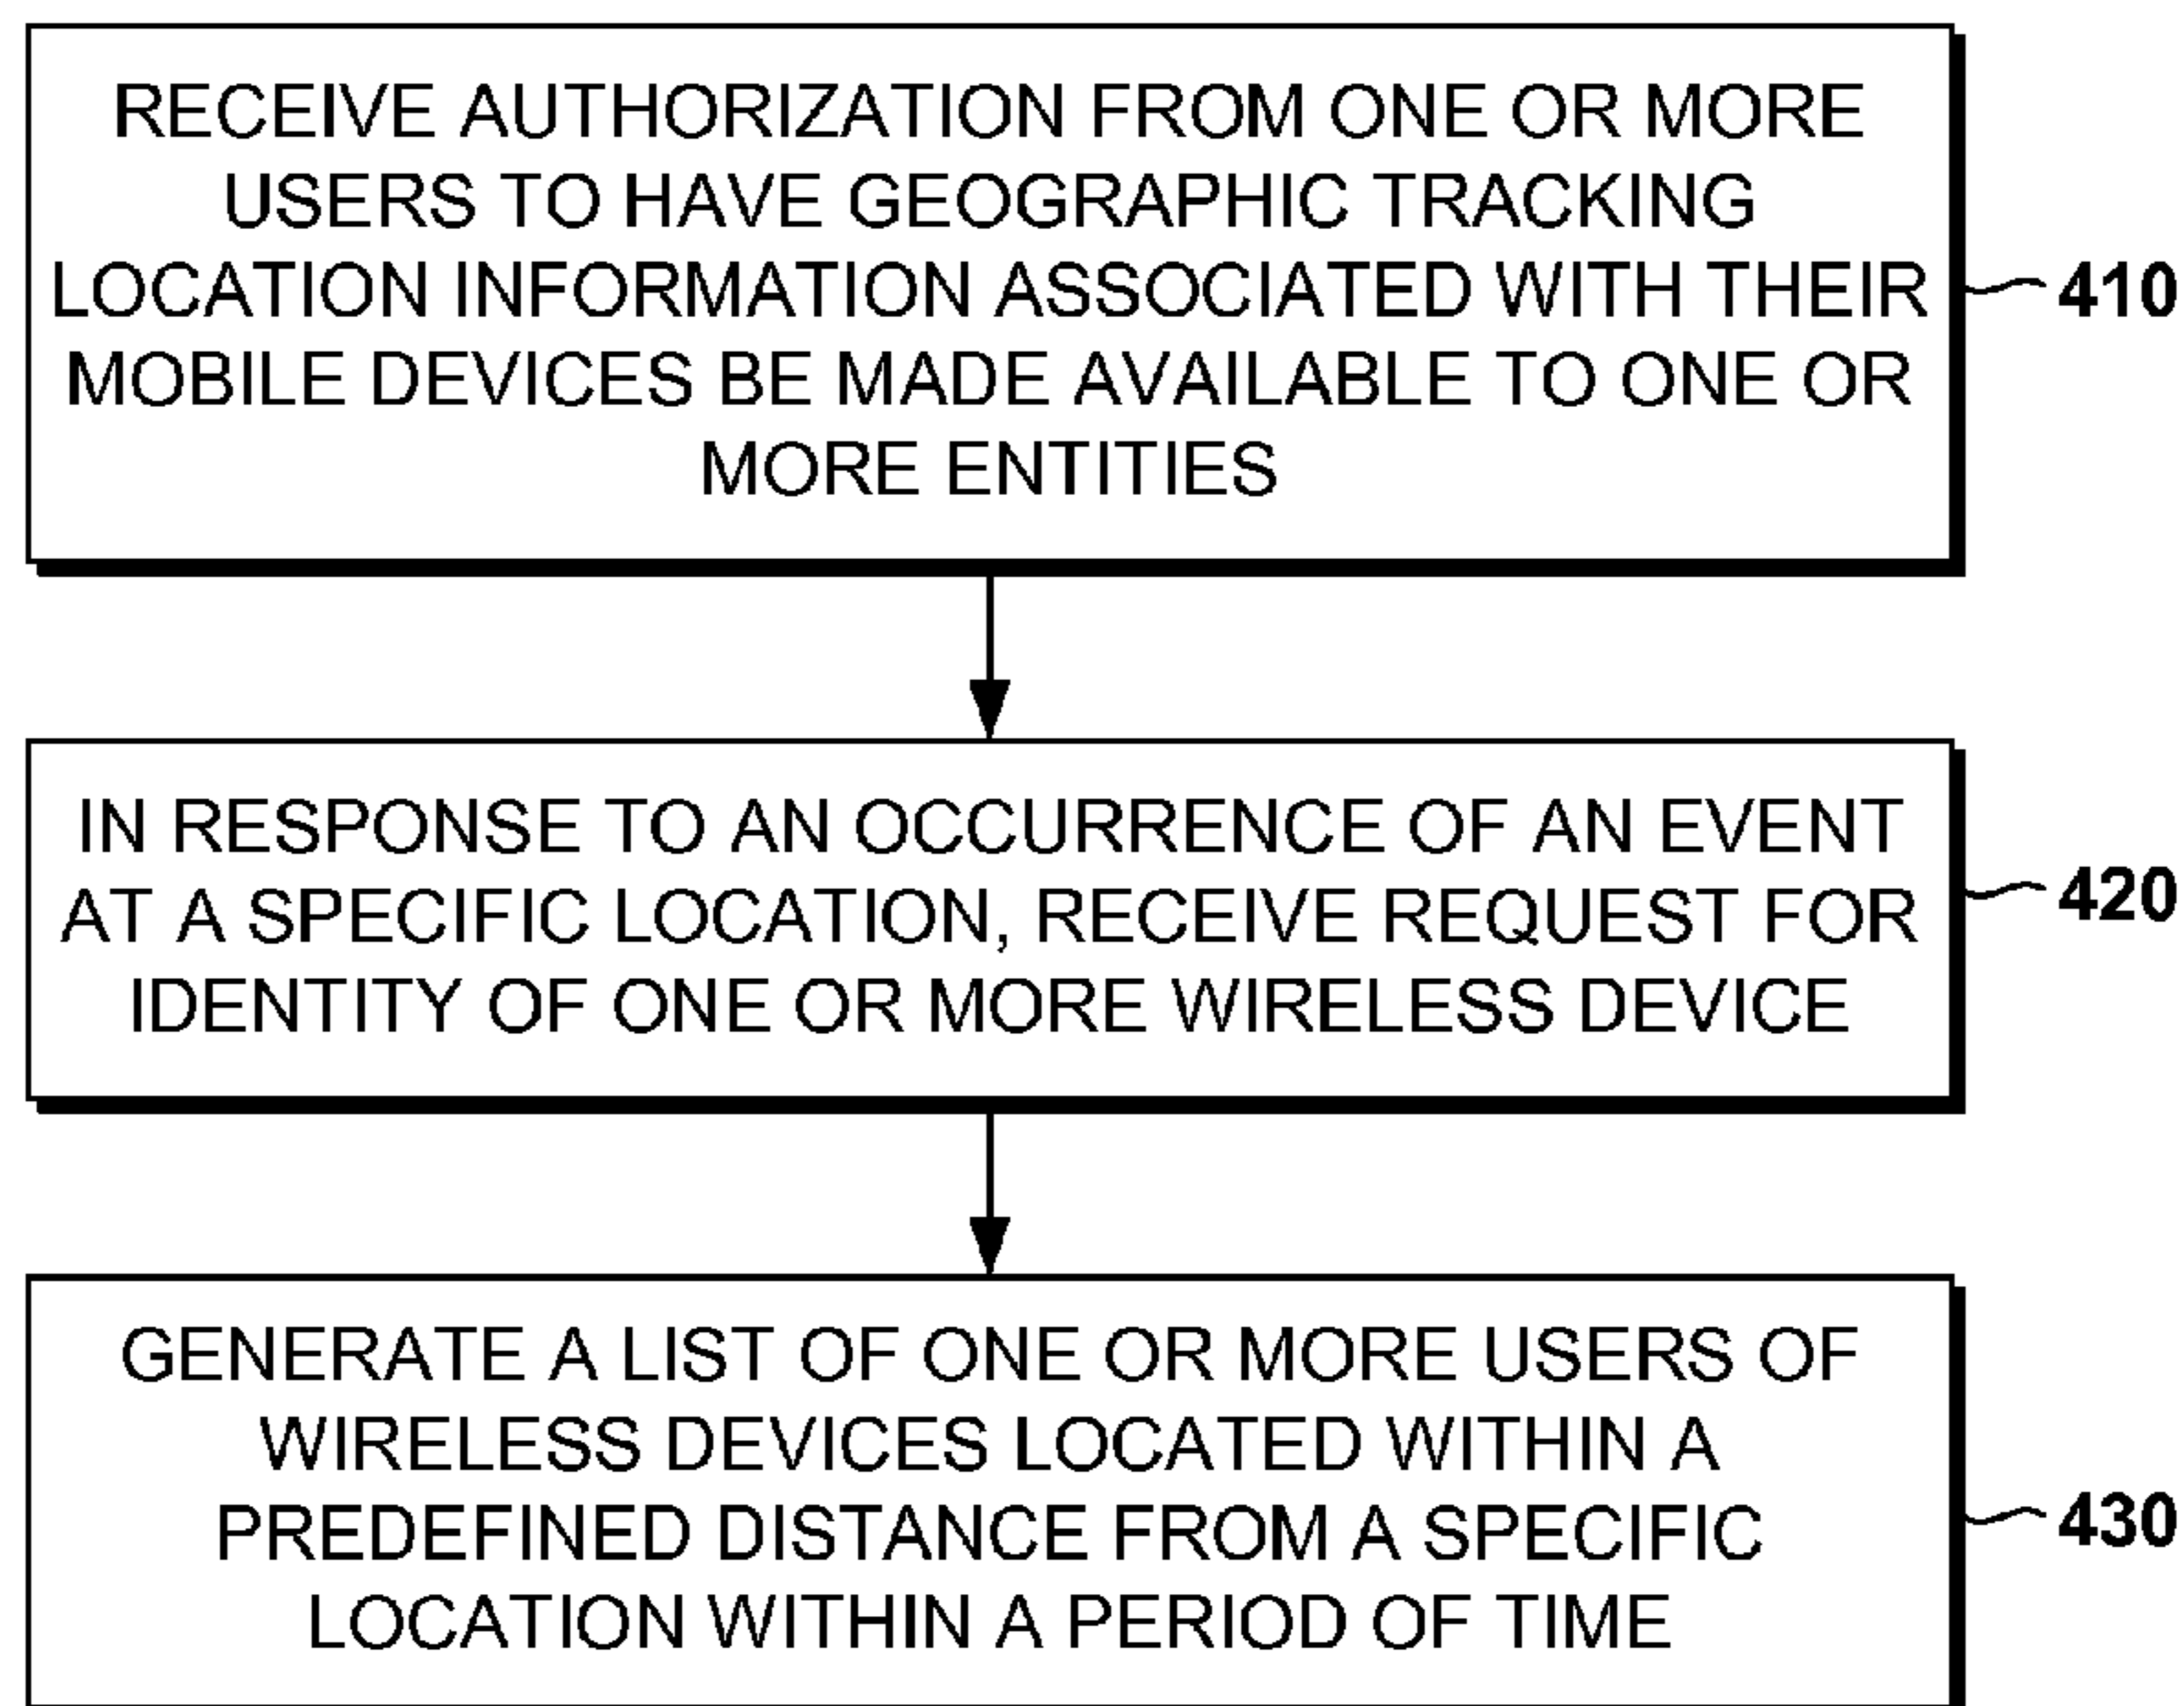 RECEIVE AUTHORIZATION FROM ONE OR MORE
USERS TO HAVE GEOGRAPHIC TRACKING
LOCATION INFORMATION ASSOCIATED WITH THEIR
MOBILE DEVICES BE MADE AVAILABLE TO ONE OR
MORE ENTITIES
410
IN RESPONSE TO AN OCCURRENCE OF AN EVENT
AT A SPECIFIC LOCATION, RECEIVE REQUEST FOR
IDENTITY OF ONE OR MORE WIRELESS DEVICE
420
GENERATE A LIST OF ONE OR MORE USERS OF
WIRELESS DEVICES LOCATED WITHIN A
PREDEFINED DISTANCE FROM A SPECIFIC
LOCATION WITHIN A PERIOD OF TIME
430